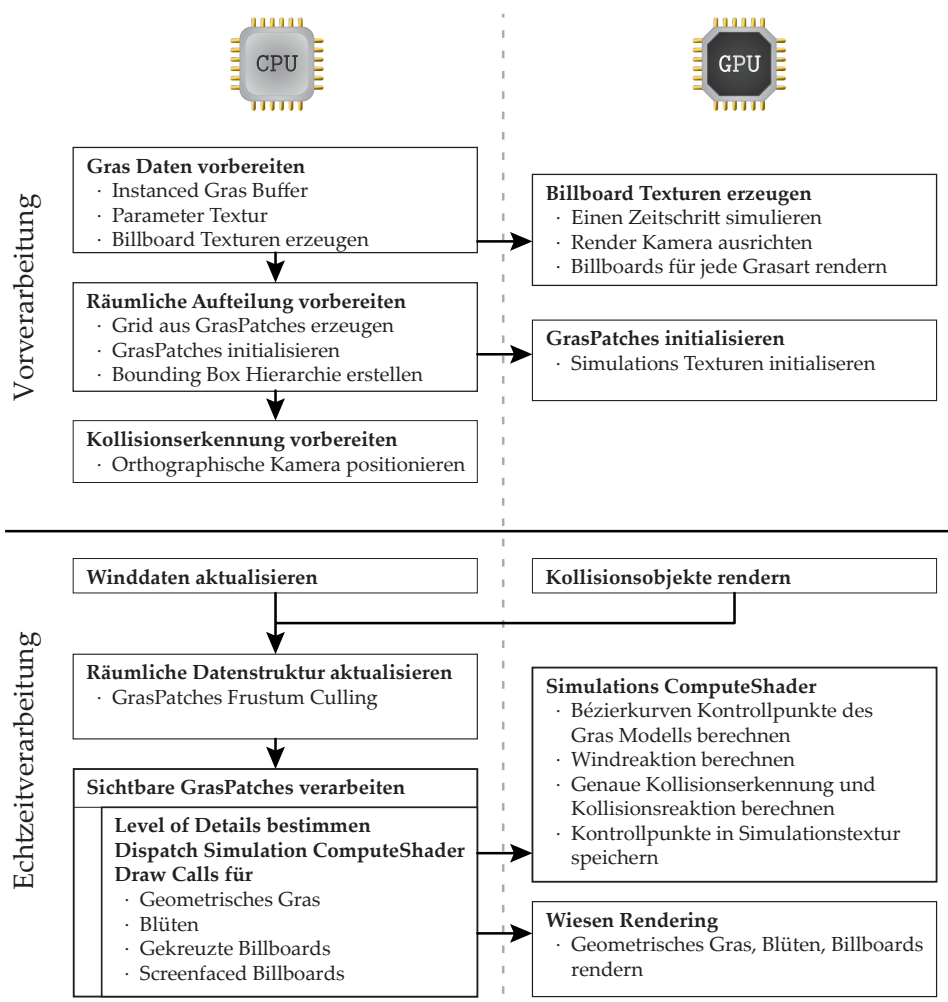 CPU
GPU
Vorverarbeitung
Gras Daten vorbereiten
· Instanced Gras Buffer
· Parameter Textur
· Billboard Texturen erzeugen
Billboard Texturen erzeugen
· Einen Zeitschritt simulieren
· Render Kamera ausrichten
· Billboards für jede Grasart rendern
Räumliche Aufteilung vorbereiten
· Grid aus GrasPatches erzeugen
· GrasPatches initialisieren
· Bounding Box Hierarchie erstellen
GrasPatches initialisieren
· Simulations Texturen initialiseren
Kollisionserkennung vorbereiten
· Orthographische Kamera positionieren
Echtzeitverarbeitung
Winddaten aktualisieren
Kollisionsobjekte rendern
Räumliche Datenstruktur aktualisieren
· GrasPatches Frustum Culling
Sichtbare GrasPatches verarbeiten
Level of Details bestimmen
Dispatch Simulation ComputeShader
Draw Calls für
· Geometrisches Gras
· Blüten
· Gekreuzte Billboards
· Screenfaced Billboards
Simulations ComputeShader
· Bézierkurven Kontrollpunkte des
Gras Modells berechnen
· Windreaktion berechnen
· Genaue Kollisionserkennung und
Kollisionsreaktion berechnen
· Kontrollpunkte in Simulationstextur
speichern
Wiesen Rendering
· Geometrisches Gras, Blüten, Billboards
rendern